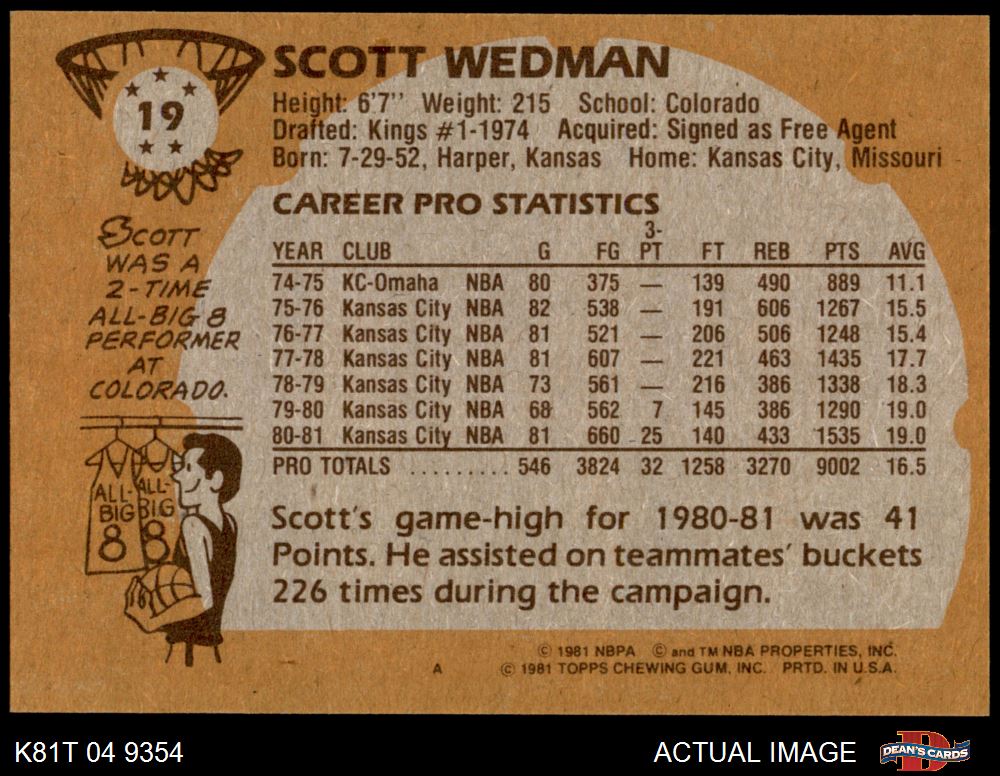 19
SCOTT WEDMAN
Height: 6'7'' Weight: 215 School: Colorado
Drafted: Kings #1-1974 Acquired: Signed as Free Agent
Born: 7-29-52, Harper, Kansas Home: Kansas City, Missouri
SCOTT
WAS A
2-TIME
ALL-BIG 8
PERFORMER
AT
COLORADO.
ALL-
BIG
8
ALL-
BIG
8
CAREER PRO STATISTICS
YEAR CLUB G FG 3-PT FT REB PTS AVG
74-75 KC-Omaha NBA 80 375 — 139 490 889 11.1
75-76 Kansas City NBA 82 538 — 191 606 1267 15.5
76-77 Kansas City NBA 81 521 — 206 506 1248 15.4
77-78 Kansas City NBA 81 607 — 221 463 1435 17.7
78-79 Kansas City NBA 73 561 — 216 386 1338 18.3
79-80 Kansas City NBA 68 562 7 145 386 1290 19.0
80-81 Kansas City NBA 81 660 25 140 433 1535 19.0
PRO TOTALS .......... 546 3824 32 1258 3270 9002 16.5
Scott's game-high for 1980-81 was 41
Points. He assisted on teammates' buckets
226 times during the campaign.
© 1981 NBPA © and TM NBA PROPERTIES, INC.
A © 1981 TOPPS CHEWING GUM, INC. PRTD. IN U.S.A.
K81T 04 9354 ACTUAL IMAGE DEAN'S CARDS